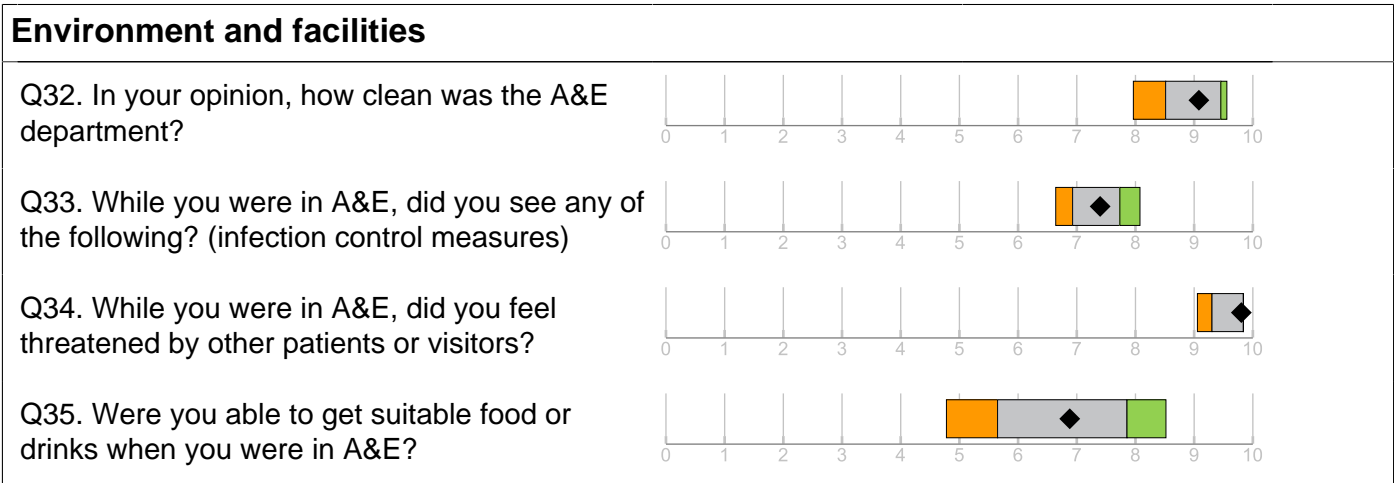 Environment and facilities
Q32. In your opinion, how clean was the A&E
department?
0 1 2 3 4 5 6 7 8 9 10
Q33. While you were in A&E, did you see any of
the following? (infection control measures)
0 1 2 3 4 5 6 7 8 9 10
Q34. While you were in A&E, did you feel
threatened by other patients or visitors?
0 1 2 3 4 5 6 7 8 9 10
Q35. Were you able to get suitable food or
drinks when you were in A&E?
0 1 2 3 4 5 6 7 8 9 10